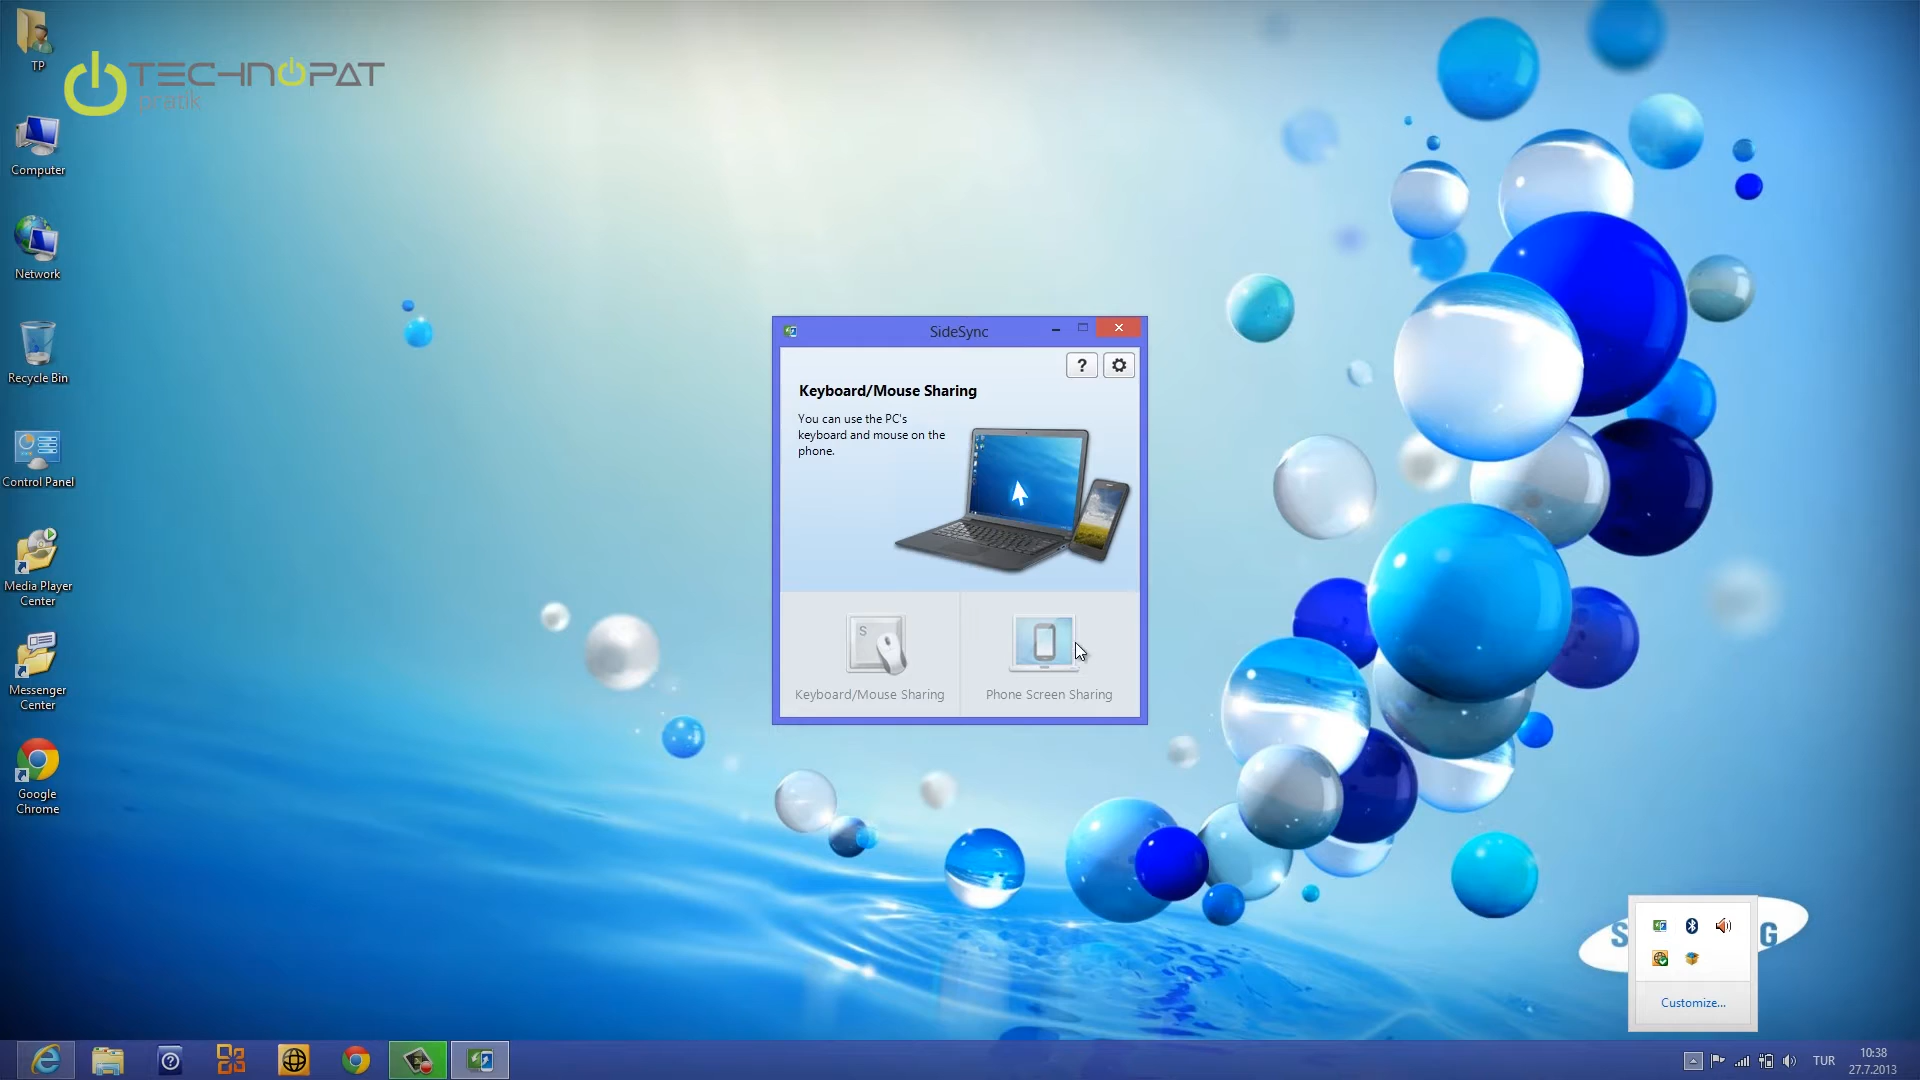 TP
TECHNOPAT
pratik
Computer
Network
Recycle Bin
Control Panel
Media Player
Center
Messenger
Center
Google
Chrome
SideSync
?
Keyboard/Mouse Sharing
You can use the PC's
keyboard and mouse on the
phone.
S
Keyboard/Mouse Sharing
Phone Screen Sharing
S
G
Customize...
TUR
10:38
27.7.2013